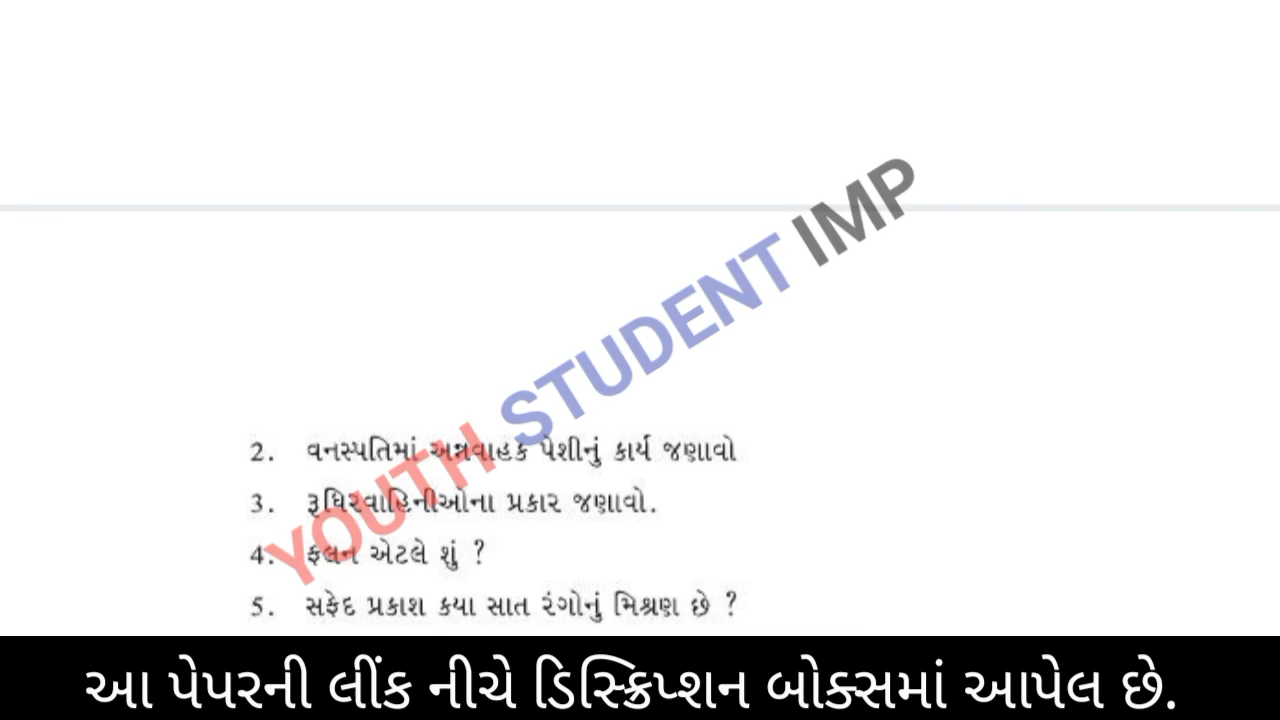 YOUTH STUDENT IMP
2. વનસ્પતિમાં અન્નવાહક પેશીનું કાર્ય જણાવો
3. રૂધિરવાહિનીઓના પ્રકાર જણાવો.
4. ફલન એટલે શું ?
5. સફેદ પ્રકાશ કયા સાત રંગોનું મિશ્રણ છે ?
આ પેપરની લીંક નીચે ડિસ્ક્રિપ્શન બોક્સમાં આપેલ છે.